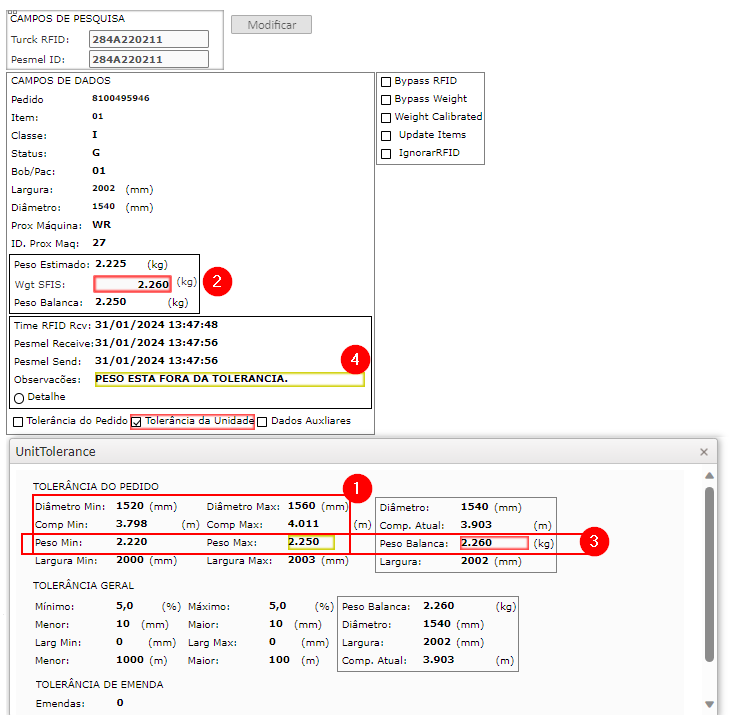 CAMPOS DE PESQUISA
Modificar
Turck RFID: 284A220211
Pesmel ID: 284A220211
CAMPOS DE DADOS
Bypass RFID
Pedido 8100495946
Bypass Weight
Item: 01
Weight Calibrated
Classe: I
Update Items
Status: G
IgnorarRFID
Bob/Pac: 01
Largura: 2002 (mm)
Diâmetro: 1540 (mm)
Prox Máquina: WR
ID. Prox Maq: 27
Peso Estimado: 2.225 (kg)
Wgt SFIS: 2.260 (kg) 2
Peso Balanca: 2.250 (kg)
Time RFID Rcv: 31/01/2024 13:47:48
Pesmel Receive: 31/01/2024 13:47:56
Pesmel Send: 31/01/2024 13:47:56 4
Observacões: PESO ESTA FORA DA TOLERANCIA.
Detalhe
Tolerância do Pedido Tolerância da Unidade Dados Auxliares
UnitTolerance ×
TOLERÂNCIA DO PEDIDO 1
Diâmetro Min: 1520 (mm) Diâmetro Max: 1560 (mm) Diâmetro: 1540 (mm)
Comp Min: 3.798 (m) Comp Max: 4.011 (m) Comp. Atual: 3.903 (m)
Peso Min: 2.220 Peso Max: 2.250 Peso Balanca: 2.260 (kg) 3
Largura Min: 2000 (mm) Largura Max: 2003 (mm) Largura: 2002 (mm)
TOLERÂNCIA GERAL
Mínimo: 5,0 (%) Máximo: 5,0 (%) Peso Balanca: 2.260 (kg)
Menor: 10 (mm) Maior: 10 (mm) Diâmetro: 1540 (mm)
Larg Min: 0 (mm) Larg Max: 0 (mm) Largura: 2002 (mm)
Menor: 1000 (m) Maior: 100 (m) Comp. Atual: 3.903 (m)
TOLERÂNCIA DE EMENDA
Emendas: 0